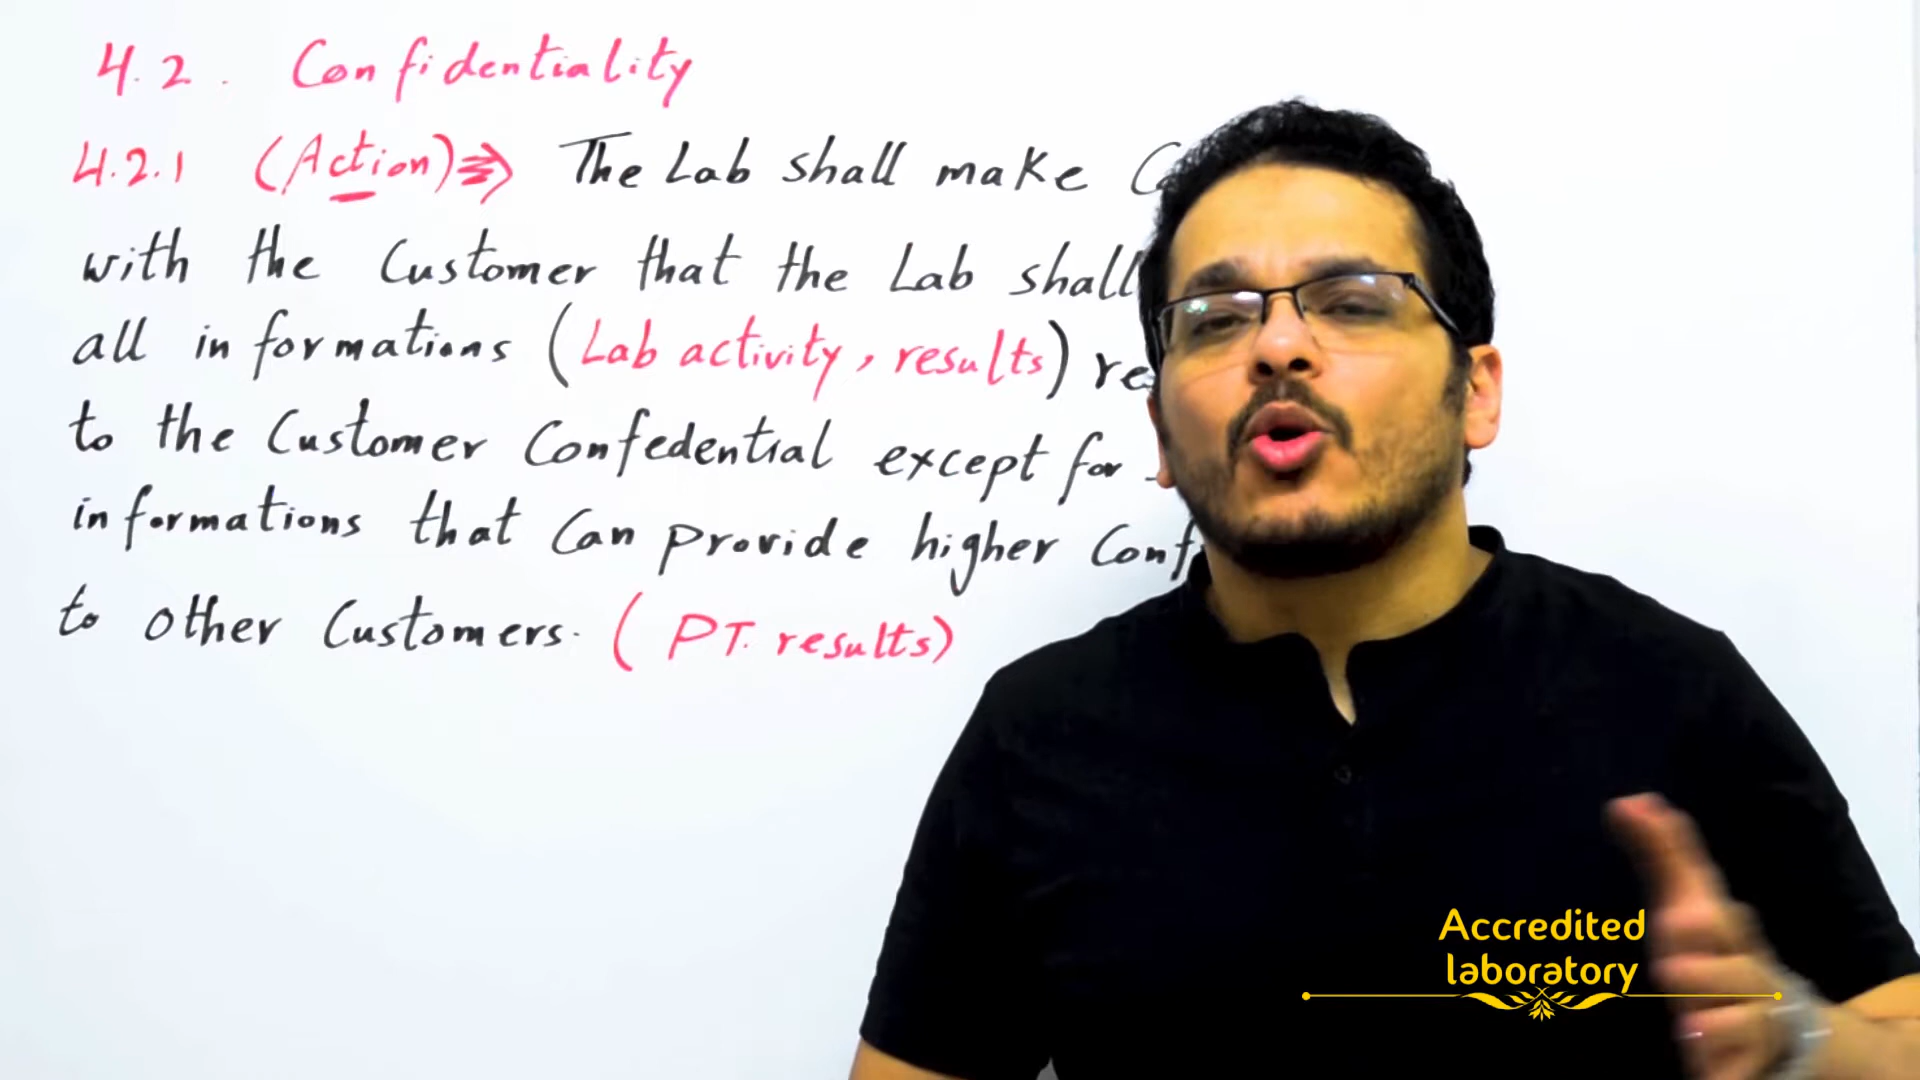 4.2. Confidentiality
4.2.1 (Action)⇒ The Lab shall make
with the Customer that the Lab shall
all informations (Lab activity, results)
to the Customer Confedential except for
informations that Can provide higher
to other Customers. (PT. results)
Accredited
laboratory